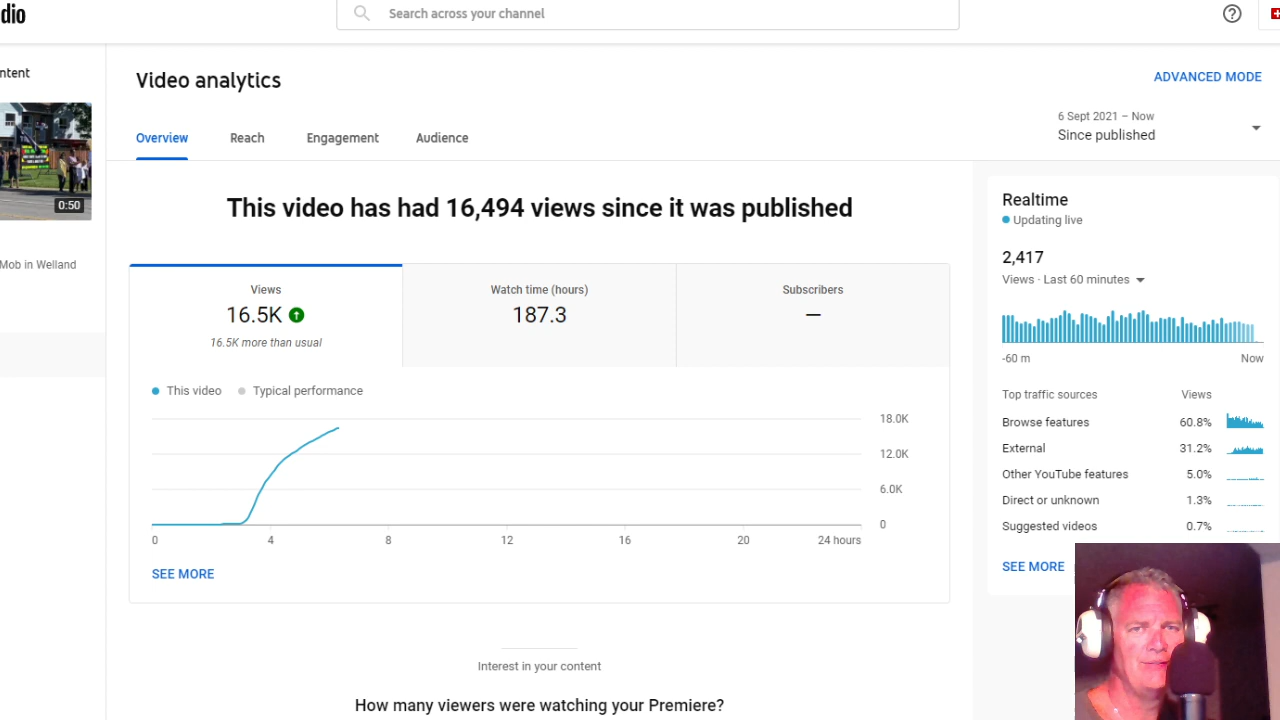 dio
Search across your channel
ntent
0:50
Mob in Welland
Video analytics
ADVANCED MODE
6 Sept 2021 – Now
Since published
Overview
Reach
Engagement
Audience
This video has had 16,494 views since it was published
Views
16.5K
16.5K more than usual
Watch time (hours)
187.3
Subscribers
—
This video
Typical performance
18.0K
12.0K
6.0K
0
0
4
8
12
16
20
24 hours
SEE MORE
Interest in your content
How many viewers were watching your Premiere?
Realtime
Updating live
2,417
Views · Last 60 minutes
-60 m
Now
Top traffic sources
Views
Browse features
60.8%
External
31.2%
Other YouTube features
5.0%
Direct or unknown
1.3%
Suggested videos
0.7%
SEE MORE